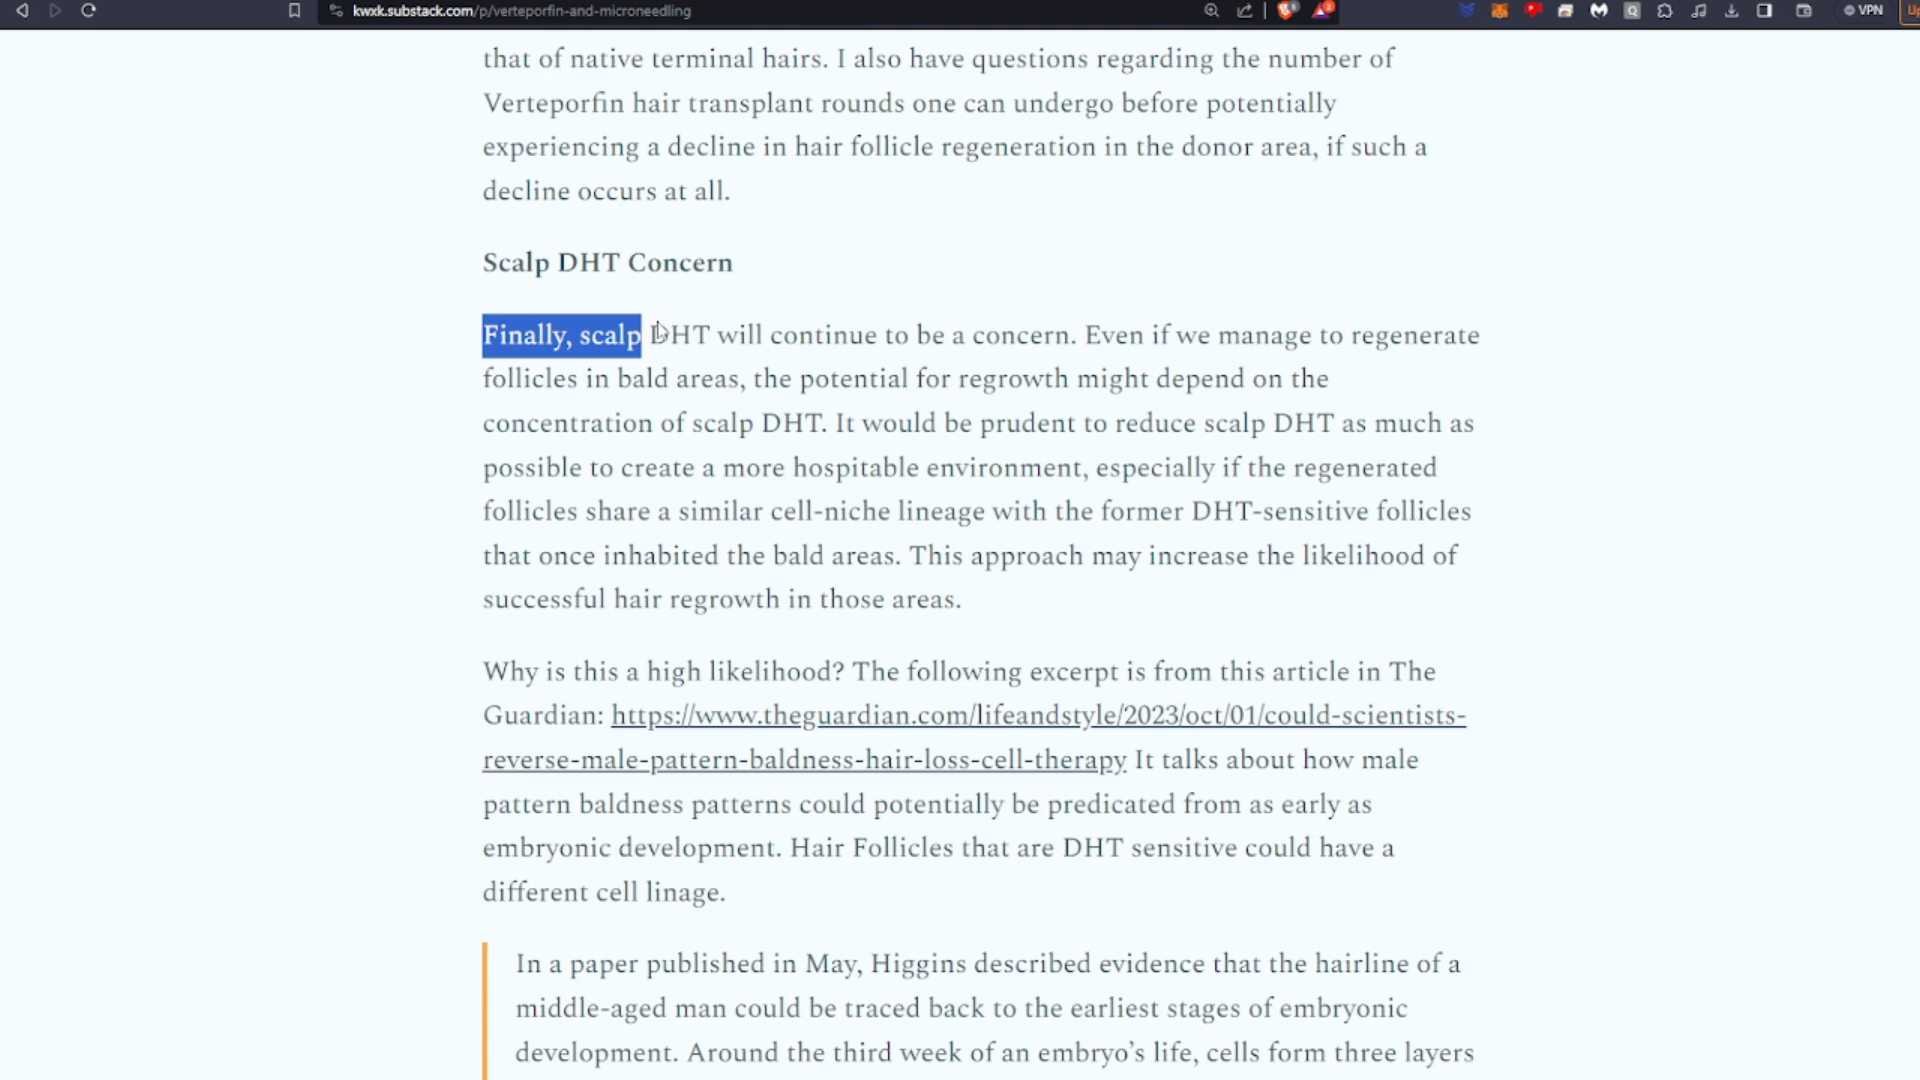 kwxk.substack.com/p/verteporfin-and-microneedling
VPN
that of native terminal hairs. I also have questions regarding the number of
Verteporfin hair transplant rounds one can undergo before potentially
experiencing a decline in hair follicle regeneration in the donor area, if such a
decline occurs at all.
Scalp DHT Concern
Finally, scalp DHT will continue to be a concern. Even if we manage to regenerate
follicles in bald areas, the potential for regrowth might depend on the
concentration of scalp DHT. It would be prudent to reduce scalp DHT as much as
possible to create a more hospitable environment, especially if the regenerated
follicles share a similar cell-niche lineage with the former DHT-sensitive follicles
that once inhabited the bald areas. This approach may increase the likelihood of
successful hair regrowth in those areas.
Why is this a high likelihood? The following excerpt is from this article in The
Guardian: https://www.theguardian.com/lifeandstyle/2023/oct/01/could-scientists-
reverse-male-pattern-baldness-hair-loss-cell-therapy It talks about how male
pattern baldness patterns could potentially be predicated from as early as
embryonic development. Hair Follicles that are DHT sensitive could have a
different cell linage.
In a paper published in May, Higgins described evidence that the hairline of a
middle-aged man could be traced back to the earliest stages of embryonic
development. Around the third week of an embryo's life, cells form three layers